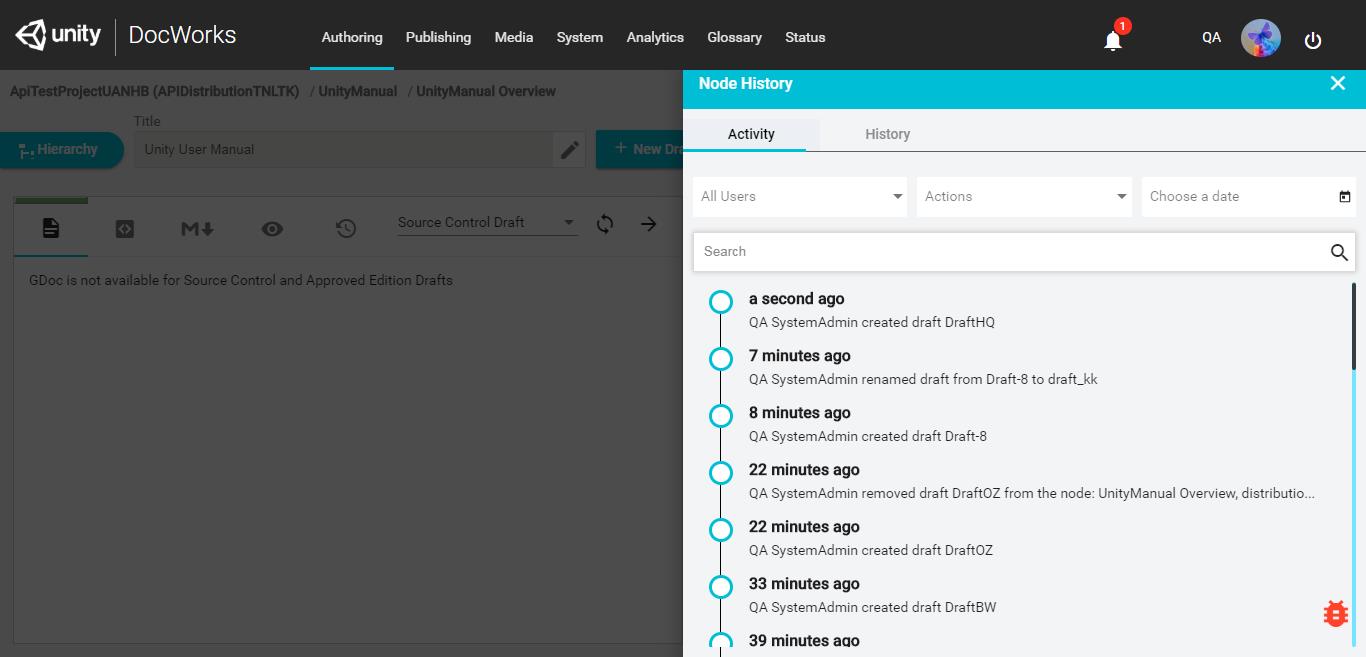 unity DocWorks
Authoring Publishing Media System Analytics Glossary Status
1
QA
ApiTestProjectUANHB (APIDistributionTNLTK) / UnityManual / UnityManual Overview
Title
Hierarchy
Unity User Manual
+ New Dra
Source Control Draft
GDoc is not available for Source Control and Approved Edition Drafts
Node History
Activity History
All Users Actions Choose a date
Search
a second ago
QA SystemAdmin created draft DraftHQ
7 minutes ago
QA SystemAdmin renamed draft from Draft-8 to draft_kk
8 minutes ago
QA SystemAdmin created draft Draft-8
22 minutes ago
QA SystemAdmin removed draft DraftOZ from the node: UnityManual Overview, distributio...
22 minutes ago
QA SystemAdmin created draft DraftOZ
33 minutes ago
QA SystemAdmin created draft DraftBW
39 minutes ago